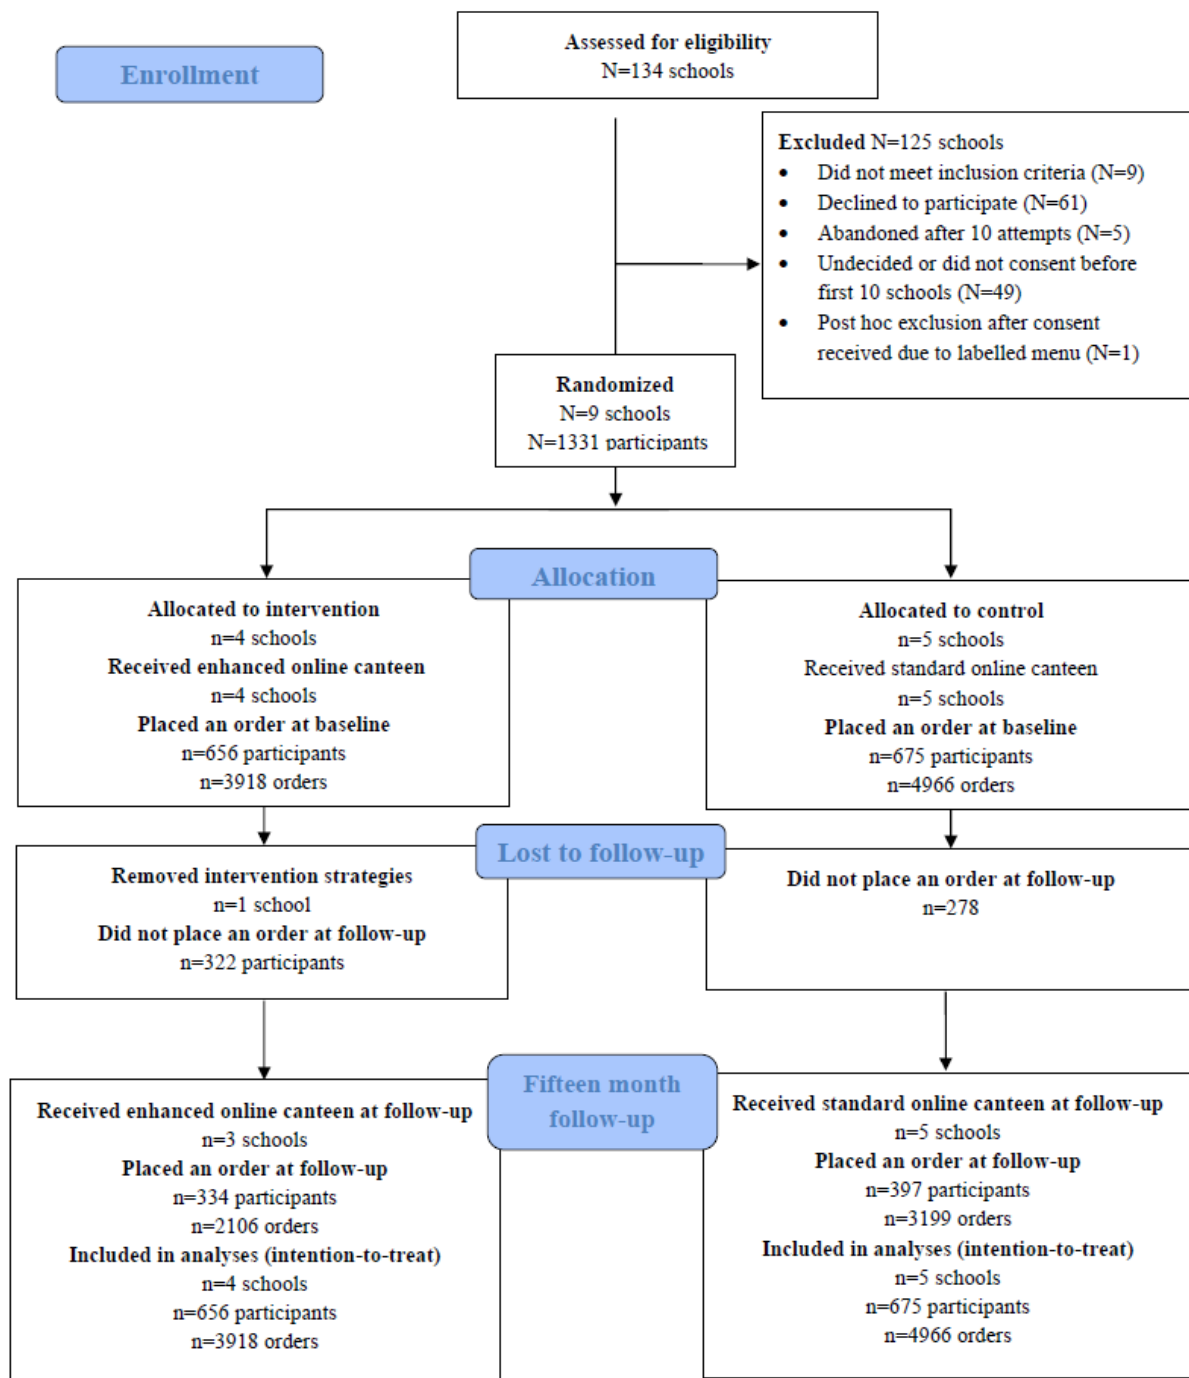 Enrollment
Assessed for eligibility
N=134 schools
Excluded N=125 schools
• Did not meet inclusion criteria (N=9)
• Declined to participate (N=61)
• Abandoned after 10 attempts (N=5)
• Undecided or did not consent before
first 10 schools (N=49)
• Post hoc exclusion after consent
received due to labelled menu (N=1)
Randomized
N=9 schools
N=1331 participants
Allocation
Allocated to intervention
n=4 schools
Received enhanced online canteen
n=4 schools
Placed an order at baseline
n=656 participants
n=3918 orders
Allocated to control
n=5 schools
Received standard online canteen
n=5 schools
Placed an order at baseline
n=675 participants
n=4966 orders
Lost to follow-up
Removed intervention strategies
n=1 school
Did not place an order at follow-up
n=322 participants
Did not place an order at follow-up
n=278
Fifteen month
follow-up
Received enhanced online canteen at follow-up
n=3 schools
Placed an order at follow-up
n=334 participants
n=2106 orders
Included in analyses (intention-to-treat)
n=4 schools
n=656 participants
n=3918 orders
Received standard online canteen at follow-up
n=5 schools
Placed an order at follow-up
n=397 participants
n=3199 orders
Included in analyses (intention-to-treat)
n=5 schools
n=675 participants
n=4966 orders